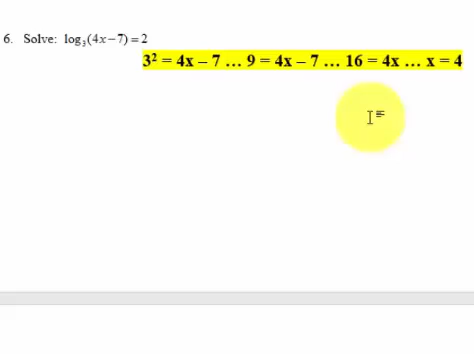 6. Solve: log₃(4x−7) = 2
3² = 4x – 7 … 9 = 4x – 7 … 16 = 4x … x = 4